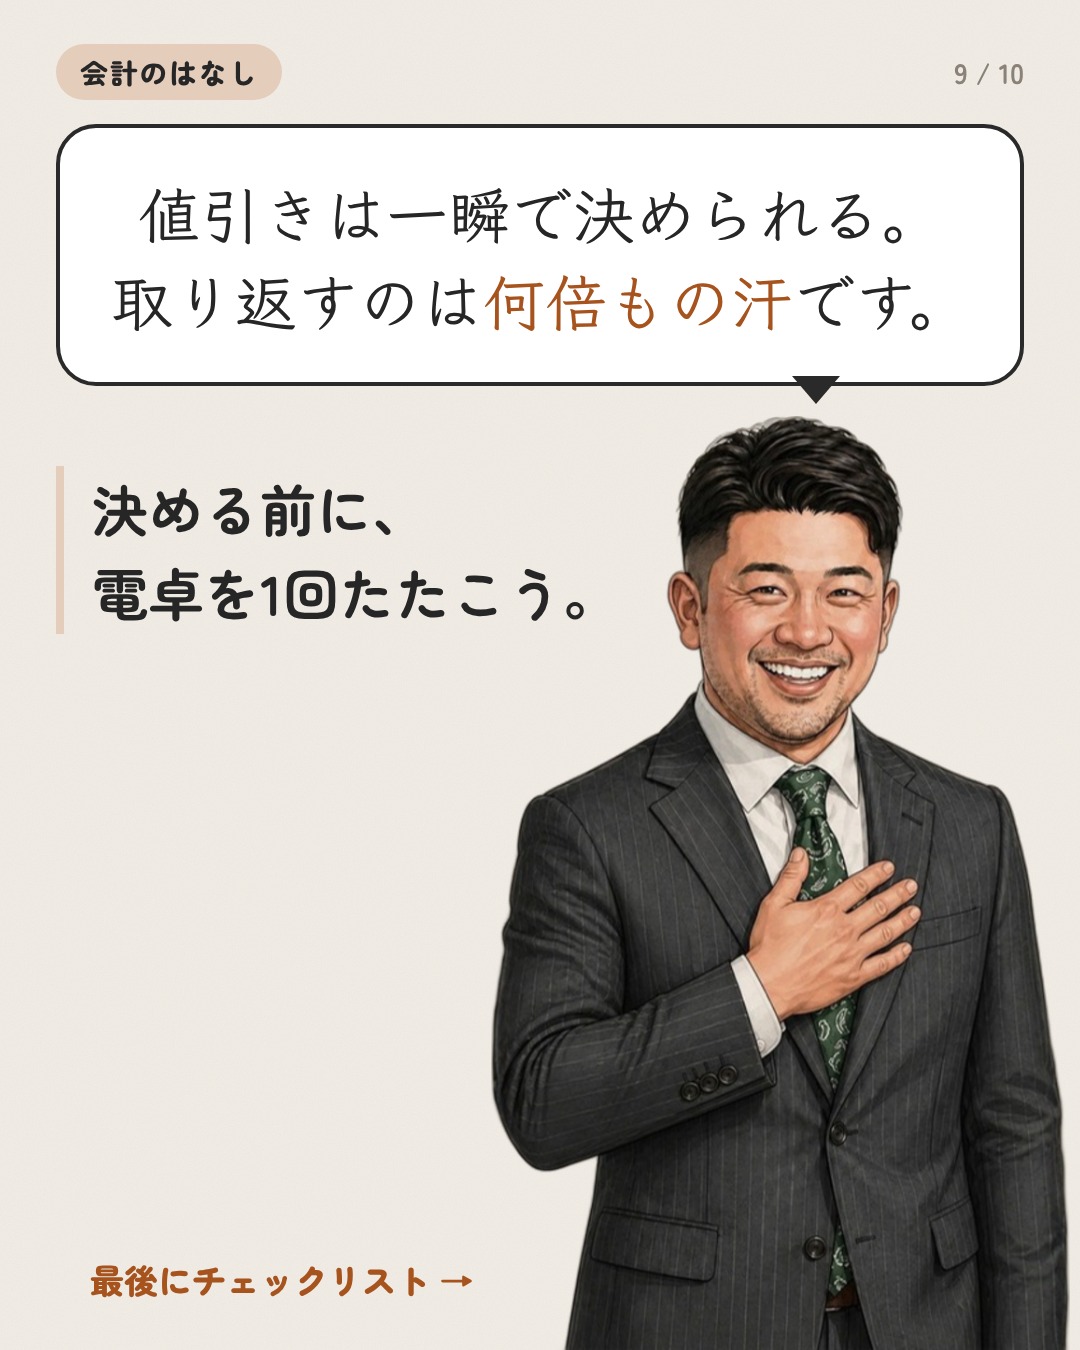 会計のはなし
9 / 10
値引きは一瞬で決められる。
取り返すのは何倍もの汗です。
決める前に、
電卓を1回たたこう。
最後にチェックリスト →